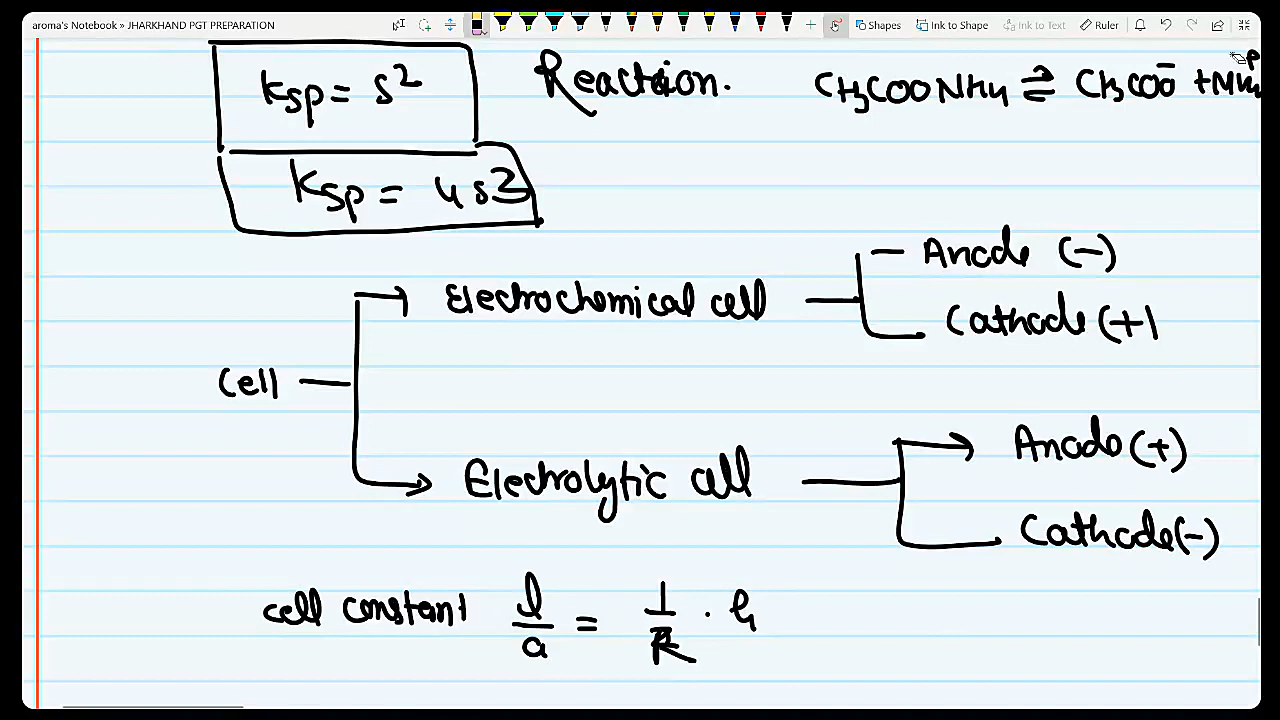 aroma's Notebook » JHARKHAND PGT PREPARATION
Shapes Ink to Shape Ink to Text Ruler
Ksp = s² Reaction. CH3COONH4 ⇌ CH3COO⁻ +NH4
Ksp = 4s3
Anode (-)
Electrochemical cell
Cathode (+)
Cell
Anode (+)
Electrolytic cell
Cathode (-)
cell constant l/a = 1/R ·